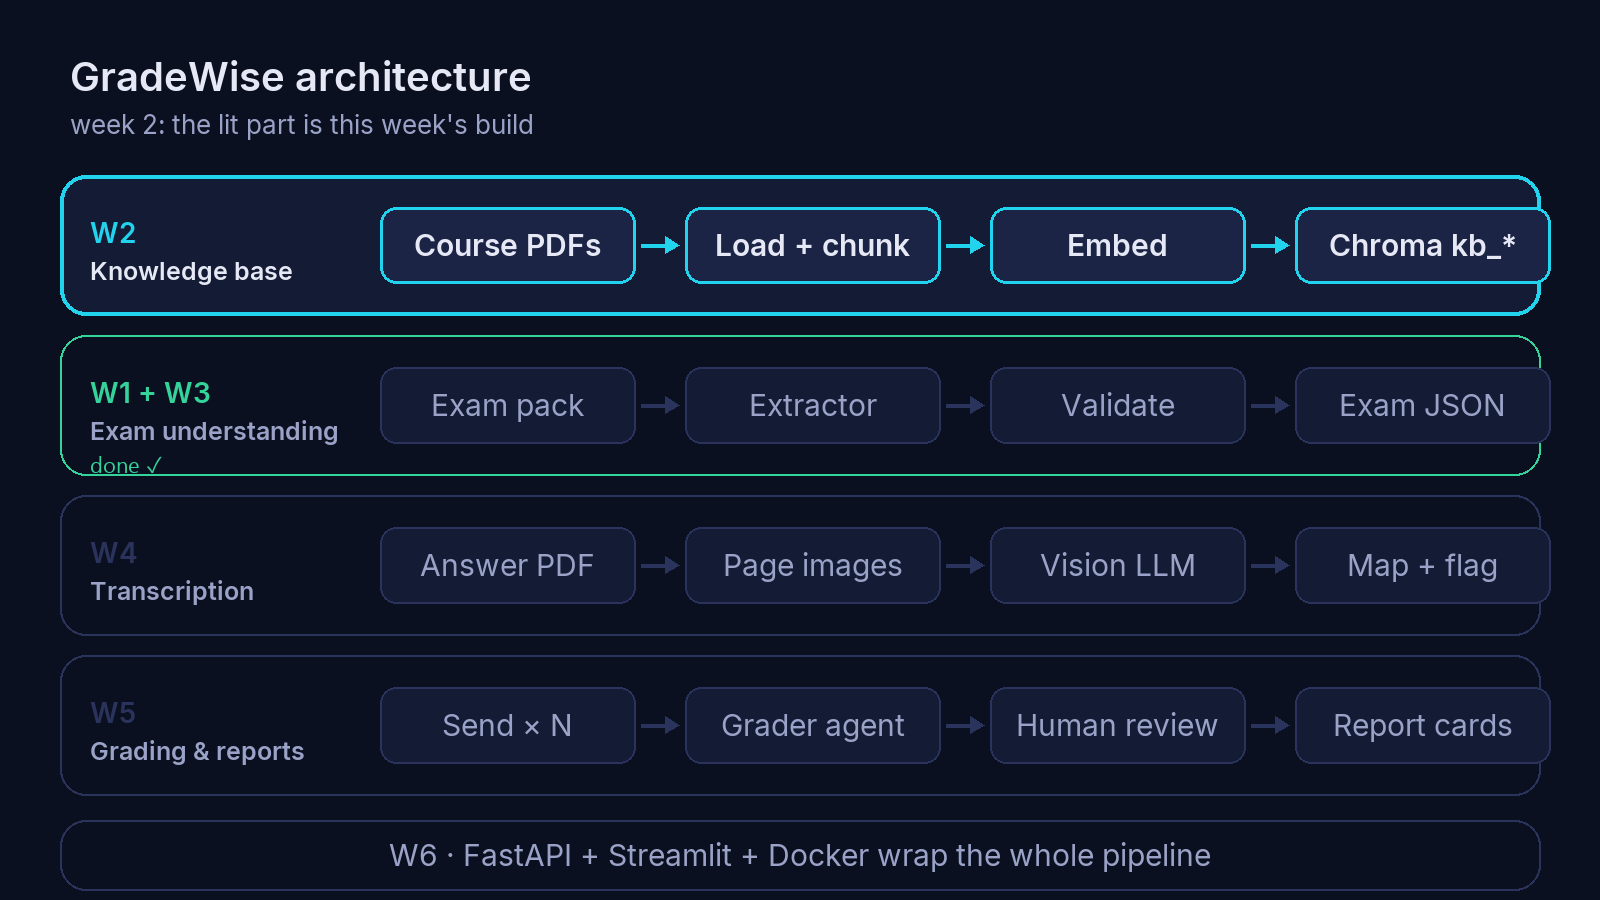 GradeWise architecture
week 2: the lit part is this week's build
W2
Knowledge base
Course PDFs
Load + chunk
Embed
Chroma kb_*
W1 + W3
Exam understanding
done ✓
Exam pack
Extractor
Validate
Exam JSON
W4
Transcription
Answer PDF
Page images
Vision LLM
Map + flag
W5
Grading & reports
Send × N
Grader agent
Human review
Report cards
W6 · FastAPI + Streamlit + Docker wrap the whole pipeline